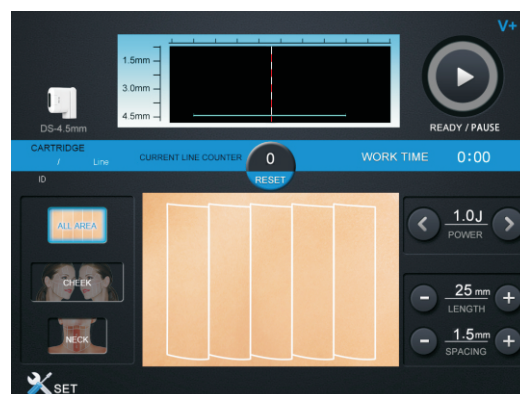 V+
1.5mm
3.0mm
4.5mm
DS-4.5mm
READY / PAUSE
CARTRIDGE
/ Line
CURRENT LINE COUNTER
0
RESET
WORK TIME 0:00
ID
ALL AREA
CHEEK
NECK
1.0J
POWER
25 mm
LENGTH
1.5mm
SPACING
SET